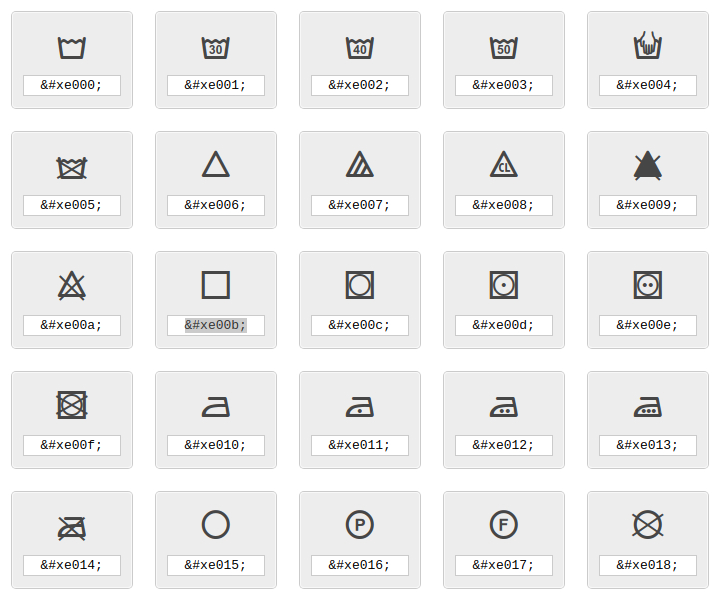 30 40 50
&#xe000; &#xe001; &#xe002; &#xe003; &#xe004;
CL
&#xe005; &#xe006; &#xe007; &#xe008; &#xe009;
&#xe00a; &#xe00b; &#xe00c; &#xe00d; &#xe00e;
&#xe00f; &#xe010; &#xe011; &#xe012; &#xe013;
P F
&#xe014; &#xe015; &#xe016; &#xe017; &#xe018;